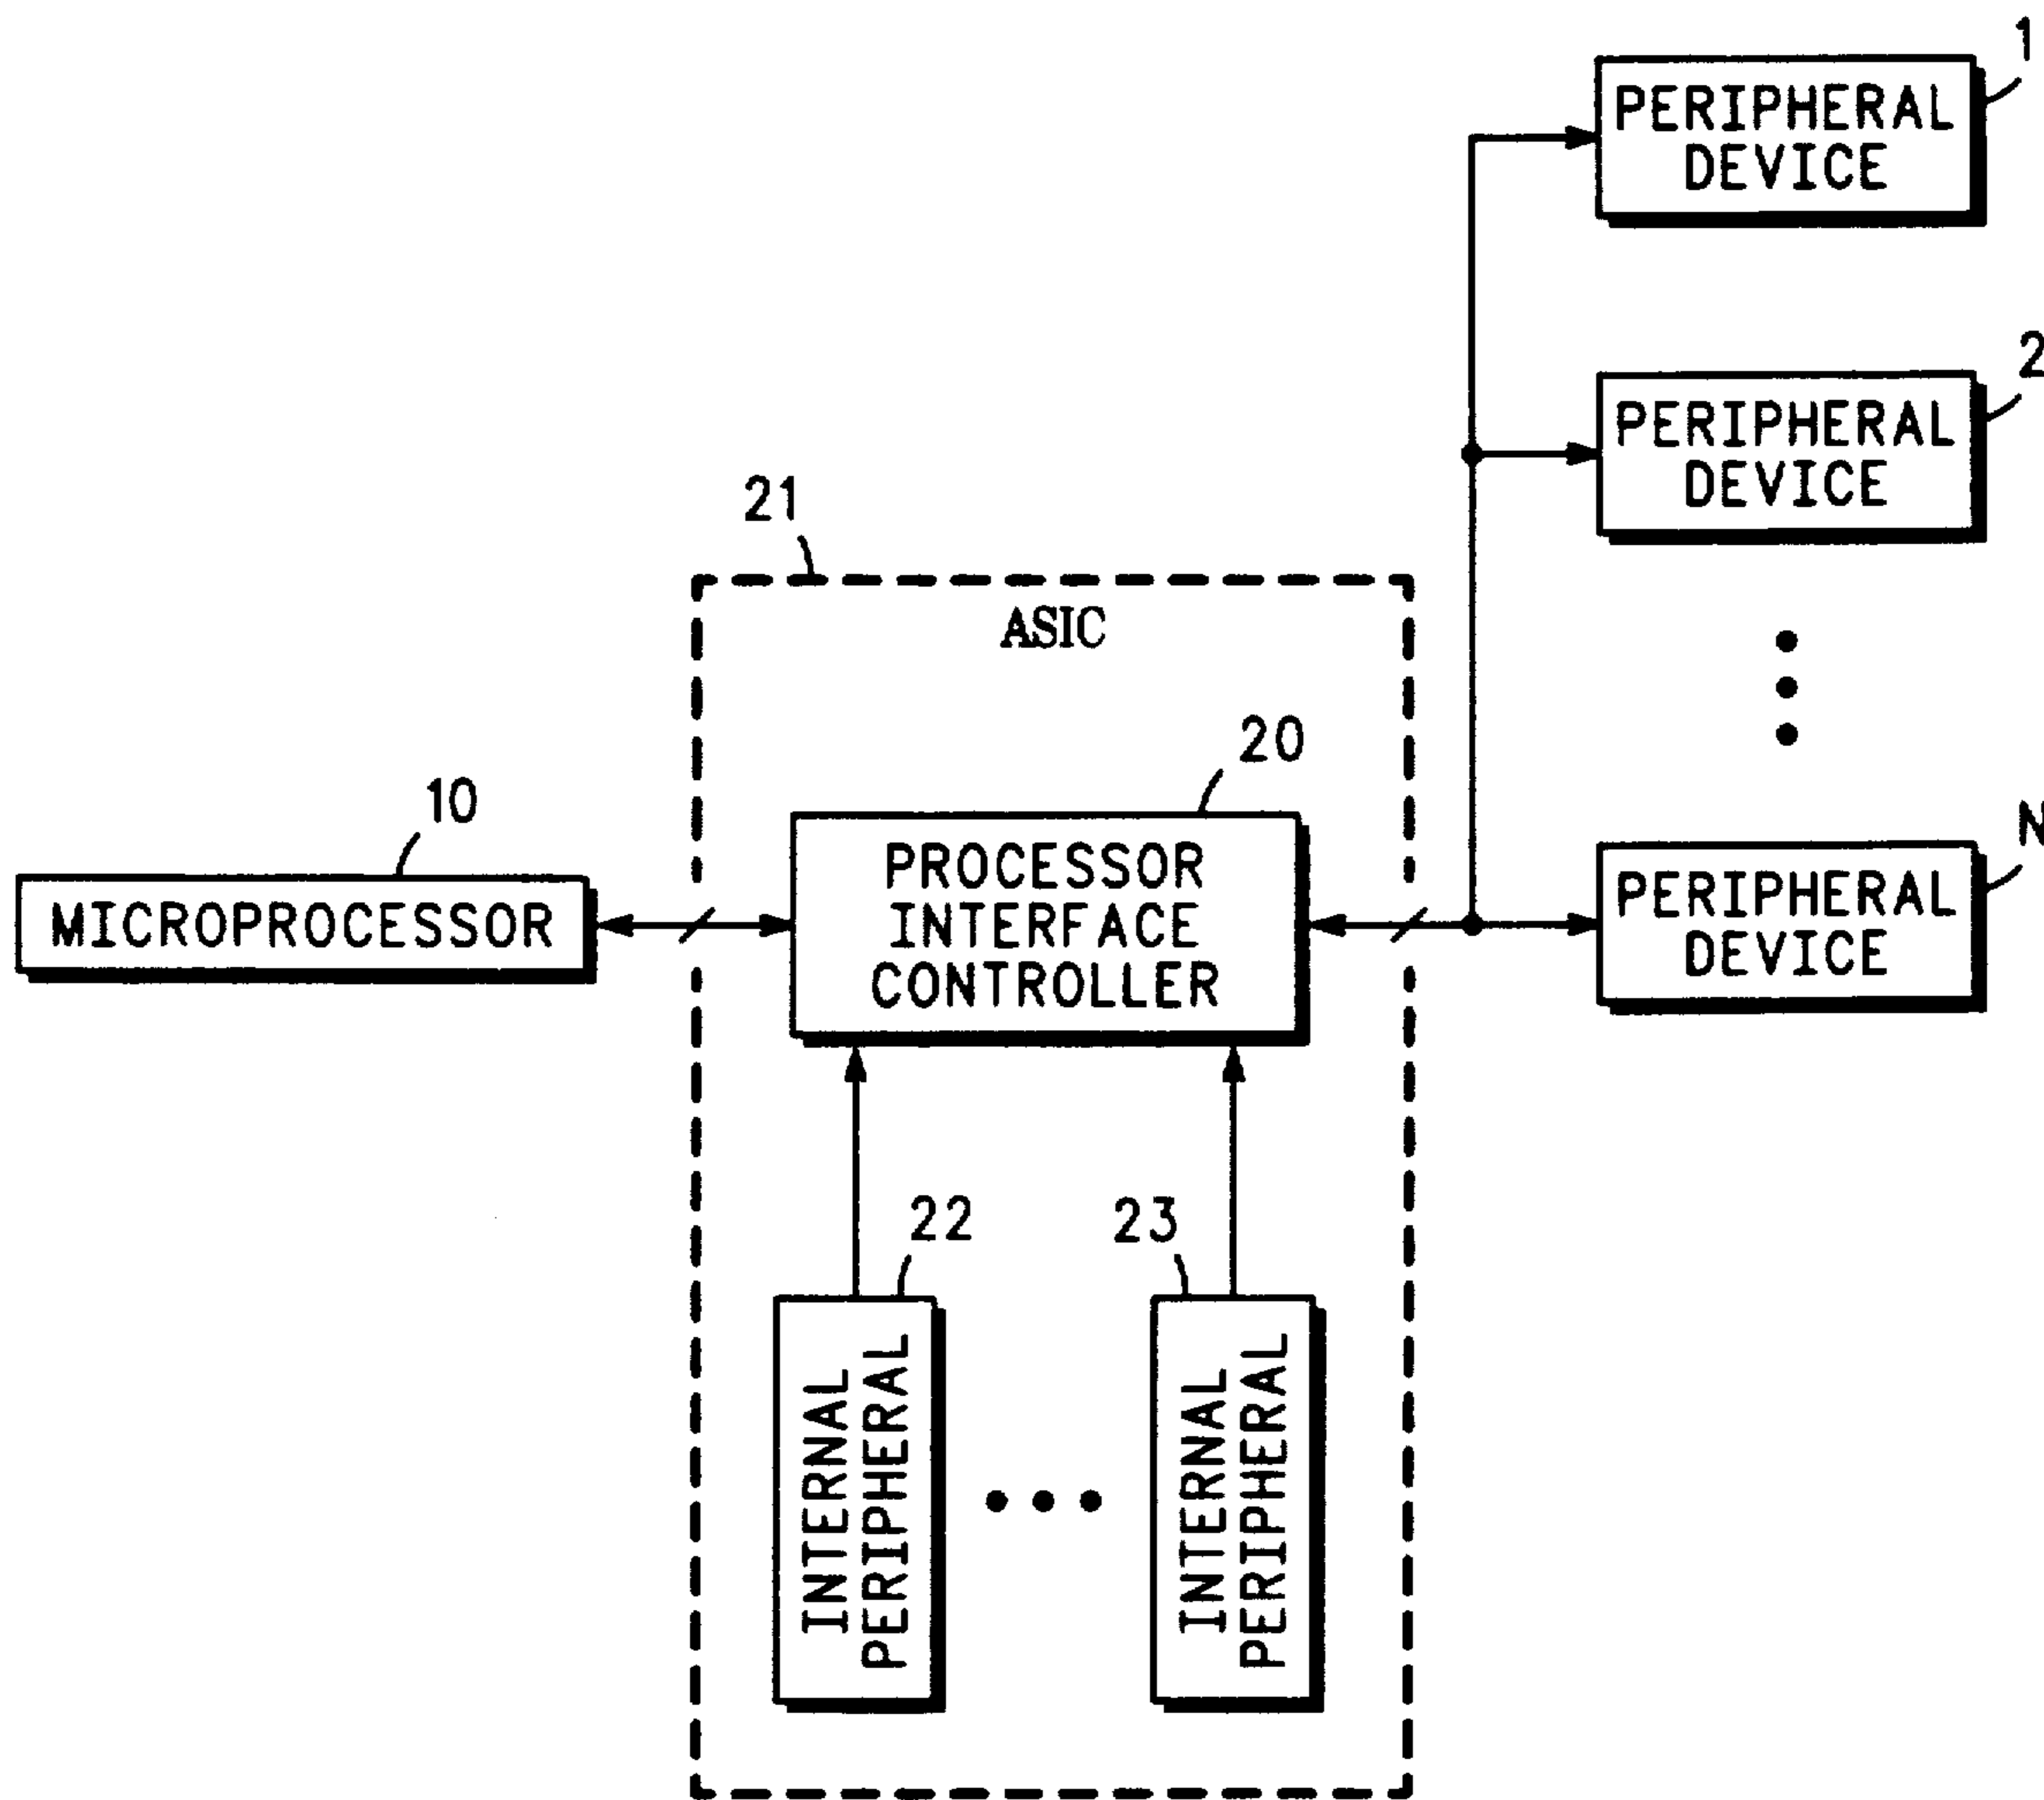 1
PERIPHERAL
DEVICE
2
PERIPHERAL
DEVICE
21
ASIC
20
10
N
PROCESSOR
INTERFACE
CONTROLLER
MICROPROCESSOR
PERIPHERAL
DEVICE
22
23
INTERNAL
PERIPHERAL
INTERNAL
PERIPHERAL